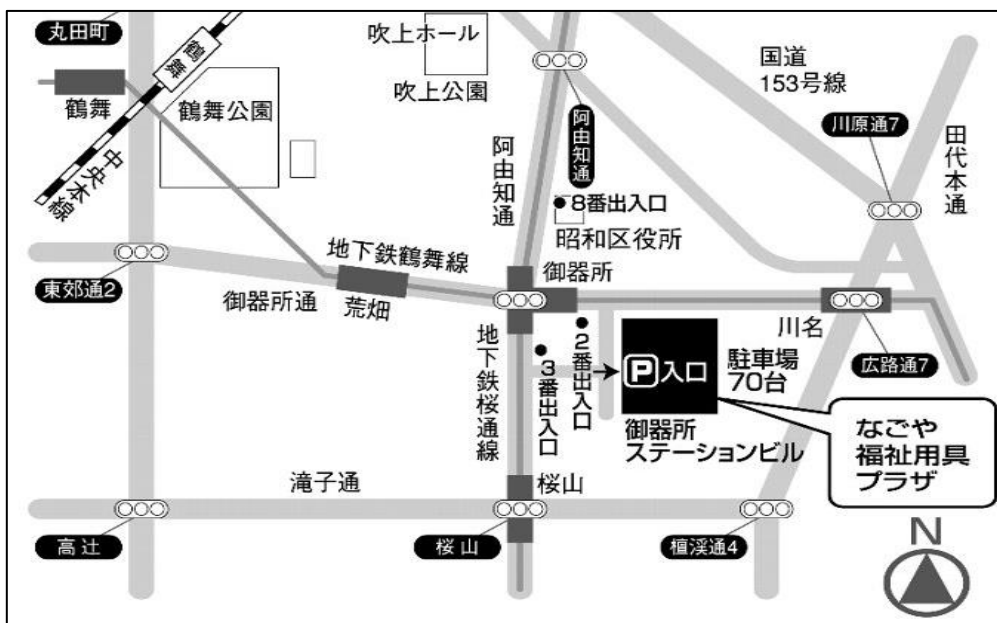 丸田町
鶴舞
吹上ホール
吹上公園
国道
153号線
鶴舞
鶴舞公園
中央本線
阿由知通
阿由知通
川原通7
田代本通
8番出入口
昭和区役所
地下鉄鶴舞線
御器所
東郊通2
御器所通
荒畑
川名
広路通7
地下鉄桜通線
3番出入口
2番出入口
P入口
駐車場
70台
御器所
ステーションビル
なごや
福祉用具
プラザ
滝子通
桜山
高辻
桜山
檀渓通4
N